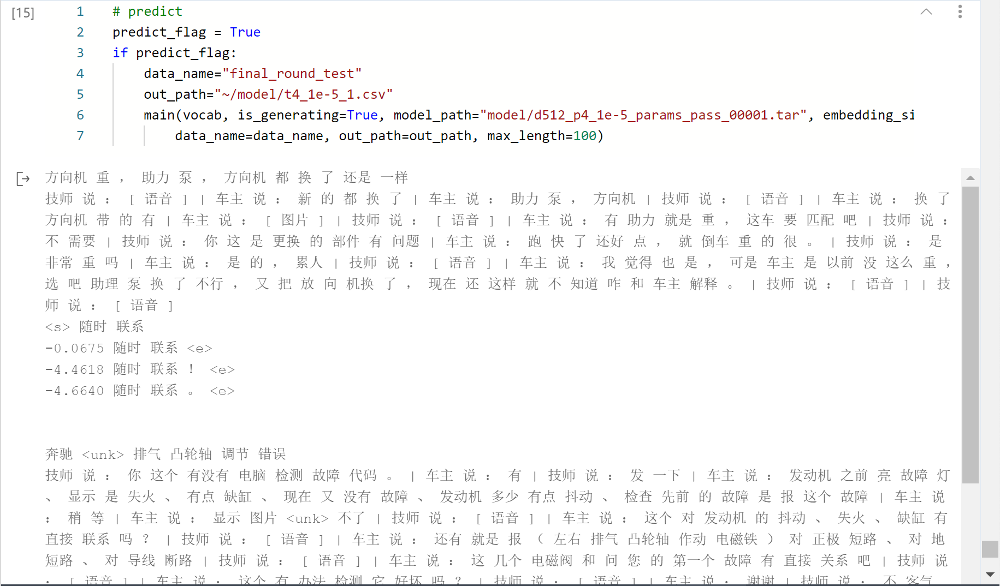 [15]
1 # predict
2 predict_flag = True
3 if predict_flag:
4 data_name="final_round_test"
5 out_path="~/model/t4_1e-5_1.csv"
6 main(vocab, is_generating=True, model_path="model/d512_p4_1e-5_params_pass_00001.tar", embedding_si
7 data_name=data_name, out_path=out_path, max_length=100)
方向机 重 ， 助力 泵 ， 方向机 都 换 了 还是 一样
技师 说 ： [ 语音 ] | 车主 说 ： 新 的 都 换 了 | 车主 说 ： 助力 泵 ， 方向机 | 技师 说 ： [ 语音 ] | 车主 说 ： 换 了
方向机 带 的 有 | 车主 说 ： [ 图片 ] | 技师 说 ： [ 语音 ] | 车主 说 ： 有 助力 就是 重 ， 这车 要 匹配 吧 | 技师 说 ：
不 需要 | 技师 说 ： 你 这 是 更换 的 部件 有 问题 | 车主 说 ： 跑 快 了 还好 点 ， 就 倒车 重 的 很 。 | 技师 说 ： 是
非常 重 吗 | 车主 说 ： 是 的 ， 累人 | 技师 说 ： [ 语音 ] | 车主 说 ： 我 觉得 也 是 ， 可是 车主 是 以前 没 这么 重 ，
选 吧 助理 泵 换 了 不行 ， 又 把 放 向 机换 了 ， 现在 还 这样 就 不 知道 咋 和 车主 解释 。 | 技师 说 ： [ 语音 ] | 技
师 说 ： [ 语音 ]
<s> 随时 联系
-0.0675 随时 联系 <e>
-4.4618 随时 联系 ！ <e>
-4.6640 随时 联系 。 <e>
奔驰 <unk> 排气 凸轮轴 调节 错误
技师 说 ： 你 这个 有没有 电脑 检测 故障 代码 。 | 车主 说 ： 有 | 技师 说 ： 发 一下 | 车主 说 ： 发动机 之前 亮 故障 灯
、 显示 是 失火 、 有点 缺缸 、 现在 又 没有 故障 、 发动机 多少 有点 抖动 、 检查 先前 的 故障 是 报 这个 故障 | 车主 说
： 稍 等 | 车主 说 ： 显示 图片 <unk> 不了 | 技师 说 ： [ 语音 ] | 车主 说 ： 这个 对 发动机 的 抖动 、 失火 、 缺缸 有
直接 联系 吗 ？ | 技师 说 ： [ 语音 ] | 车主 说 ： 还有 就是 报 （ 左右 排气 凸轮轴 作动 电磁铁 ） 对 正极 短路 、 对 地
短路 、 对 导线 断路 | 技师 说 ： [ 语音 ] | 车主 说 ： 这 几个 电磁阀 和 问 您 的 第一个 故障 有 直接 关系 吧 | 技师 说
： [ 语音 ] | 车主 说 ： 这个 有 办法 检测 它 好坏 吗 ？ | 技师 说 ： [ 语音 ] | 车主 说 ： 谢谢 | 技师 说 ： 不 客气